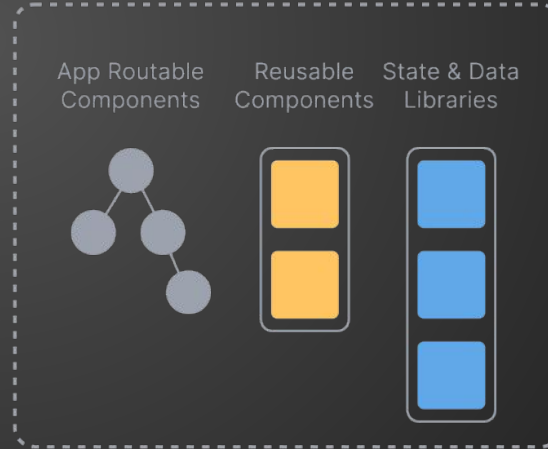 App Routable
Components
Reusable
Components
State & Data
Libraries